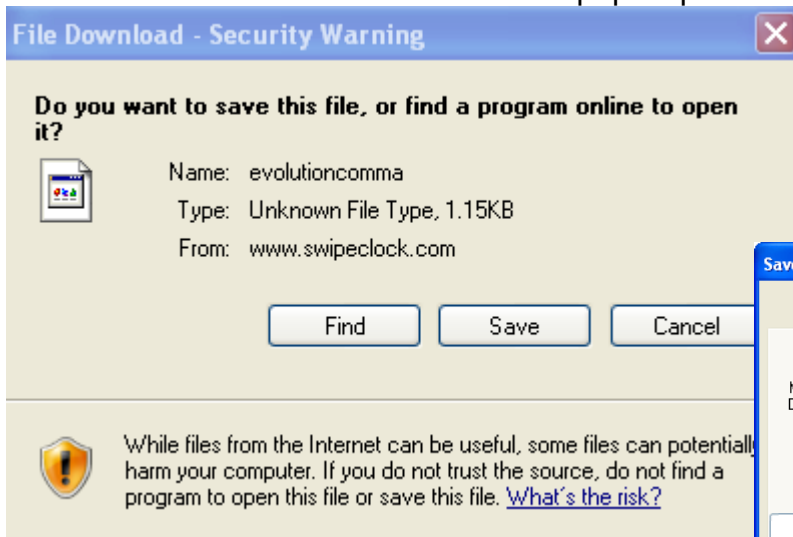 File Download - Security Warning
Do you want to save this file, or find a program online to open
it?
Name: evolutioncomma
Type: Unknown File Type, 1.15KB
From: www.swipeclock.com
Find Save Cancel
Save
While files from the Internet can be useful, some files can potentially
harm your computer. If you do not trust the source, do not find a
program to open this file or save this file. What's the risk?